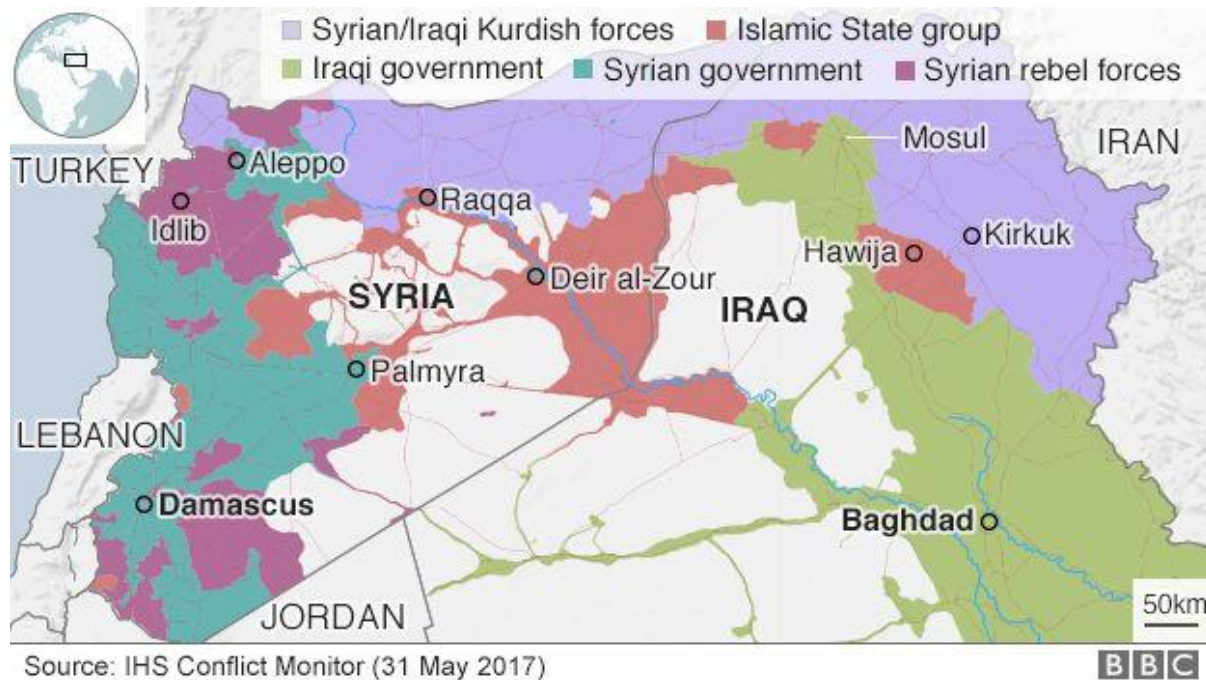 Syrian/Iraqi Kurdish forces
Islamic State group
Iraqi government
Syrian government
Syrian rebel forces
Mosul
IRAN
TURKEY
Aleppo
Raqqa
Idlib
Kirkuk
Hawija
Deir al-Zour
SYRIA
IRAQ
Palmyra
LEBANON
Damascus
Baghdad
JORDAN
50km
Source: IHS Conflict Monitor (31 May 2017)
BBC